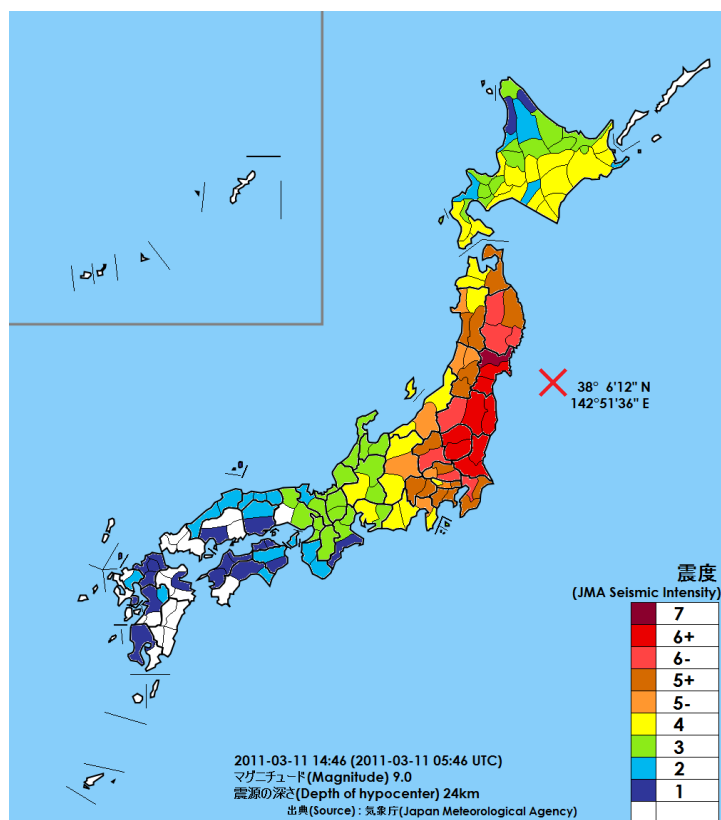 38° 6'12" N
142°51'36" E
震度
(JMA Seismic Intensity)
7
6+
6-
5+
5-
4
3
2
1
2011-03-11 14:46 (2011-03-11 05:46 UTC)
マグニチュード(Magnitude) 9.0
震源の深さ(Depth of hypocenter) 24km
出典(Source) : 気象庁(Japan Meteorological Agency)